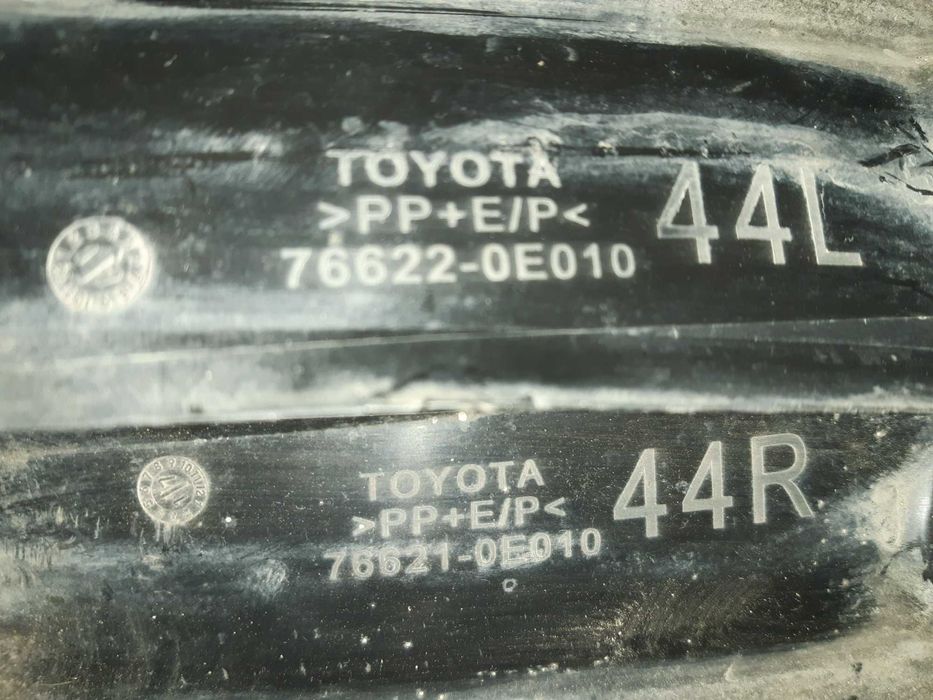 TOYOTA
>PP+E/P<
76622-0E010
44L
TOYOTA
>PP+E/P<
76621-0E010
44R